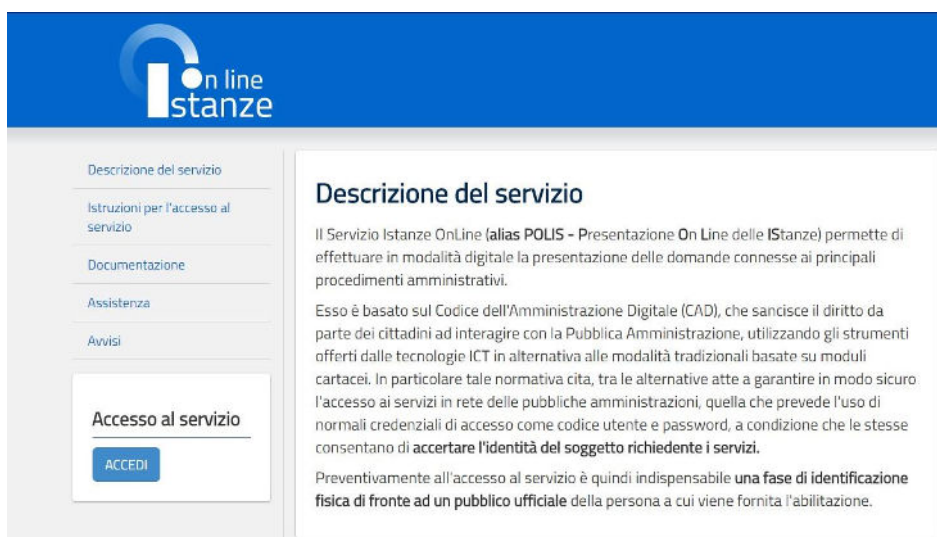 On line
Istanze
Descrizione del servizio
Istruzioni per l'accesso al
servizio
Documentazione
Assistenza
Avvisi
Accesso al servizio
ACCEDI
Descrizione del servizio
Il Servizio Istanze OnLine (alias POLIS - Presentazione On Line delle IStanze) permette di
effettuare in modalità digitale la presentazione delle domande connesse ai principali
procedimenti amministrativi.
Esso è basato sul Codice dell'Amministrazione Digitale (CAD), che sancisce il diritto da
parte dei cittadini ad interagire con la Pubblica Amministrazione, utilizzando gli strumenti
offerti dalle tecnologie ICT in alternativa alle modalità tradizionali basate su moduli
cartacei. In particolare tale normativa cita, tra le alternative atte a garantire in modo sicuro
l'accesso ai servizi in rete delle pubbliche amministrazioni, quella che prevede l'uso di
normali credenziali di accesso come codice utente e password, a condizione che le stesse
consentano di accertare l'identità del soggetto richiedente i servizi.
Preventivamente all'accesso al servizio è quindi indispensabile una fase di identificazione
fisica di fronte ad un pubblico ufficiale della persona a cui viene fornita l'abilitazione.